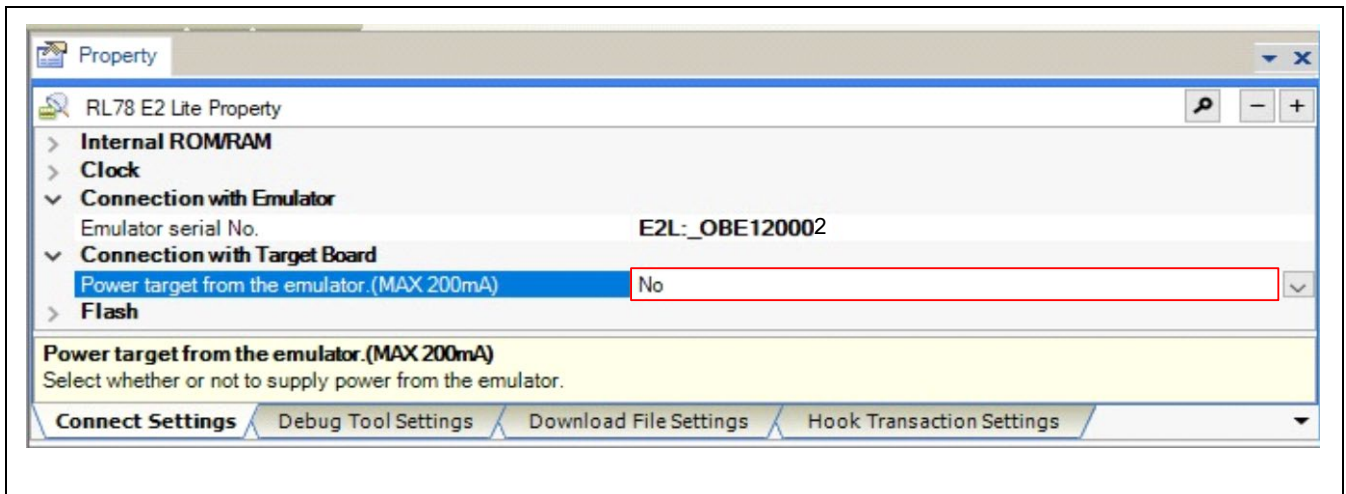 Property
RL78 E2 Lite Property
Internal ROM/RAM
Clock
Connection with Emulator
Emulator serial No. E2L:_OBE120002
Connection with Target Board
Power target from the emulator.(MAX 200mA) No
Flash
Power target from the emulator.(MAX 200mA)
Select whether or not to supply power from the emulator.
Connect Settings Debug Tool Settings Download File Settings Hook Transaction Settings